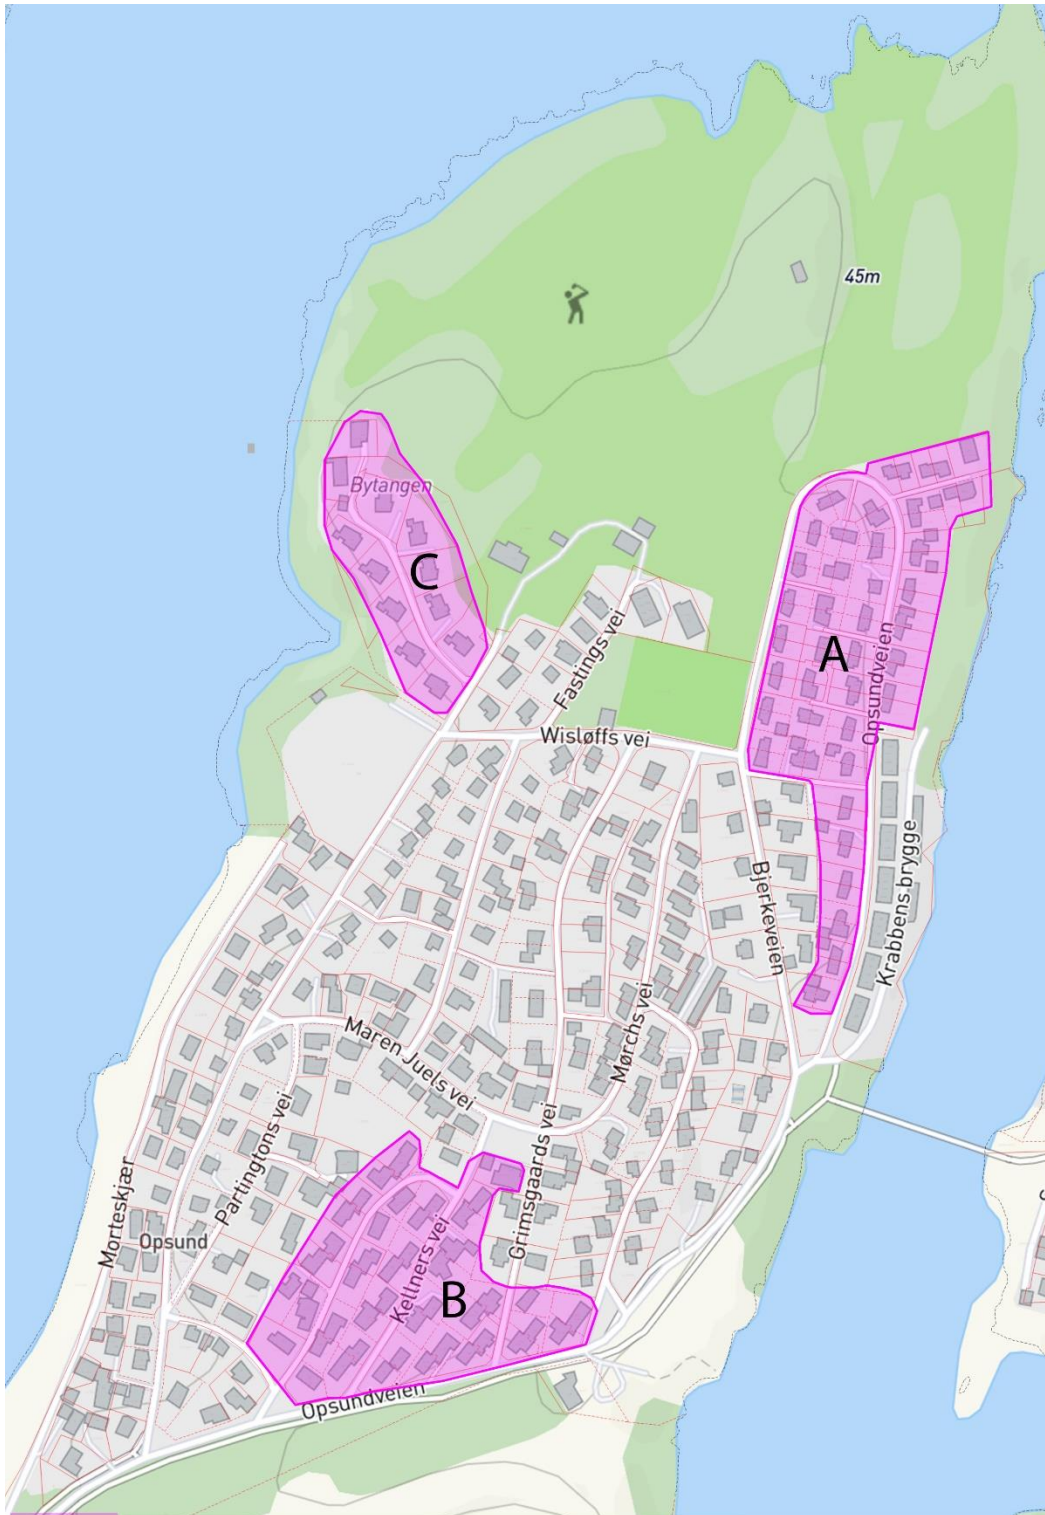 45m
Bytangen
C
A
Fastings vei
Opsundveien
Wisløffs vei
Bjerkeveien
Krabbens brygge
Maren Juels vei
Mørchs vei
Partingtons vei
Grimsgaards vei
Morteskjær
Opsund
Kellners vei
B
Opsundveien